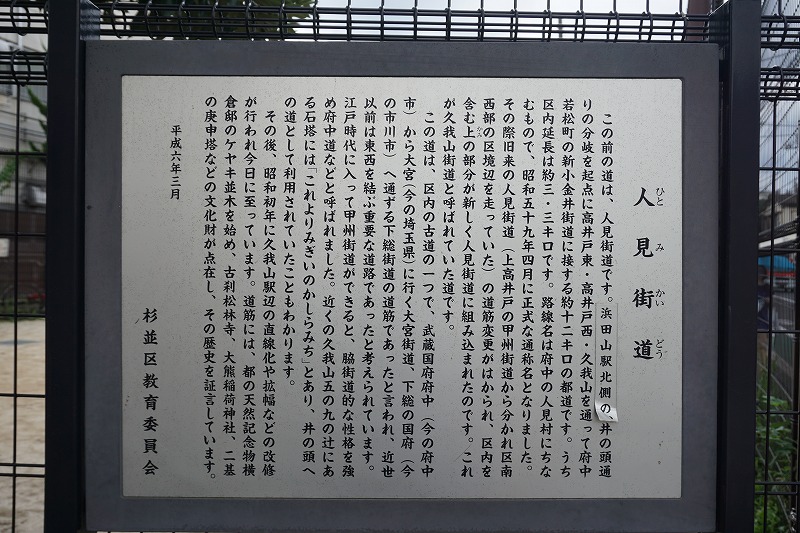 人見街道
ひとみかいどう
この前の道は、人見街道です。浜田山駅北側の、井の頭通
りの分岐を起点に高井戸東・高井戸西・久我山を通って府中
若松町の新小金井街道に接する約十二キロの都道です。うち
区内延長は約三・三キロです。路線名は府中の人見村にちな
むもので、昭和五十九年四月に正式な通称名となりました。
その際旧来の人見街道（上高井戸の甲州街道から分かれ区南
西部の区境辺を走っていた）の道筋変更がはかられ、区内を
含む上の部分が新しく人見街道に組み込まれたのです。これ
が久我山街道と呼ばれていた道です。
この道は、区内の古道の一つで、武蔵国府府中（今の府中
市）から大宮（今の埼玉県）に行く大宮街道、下総の国府（今
の市川市）へ通ずる下総街道の道筋であったと言われ、近世
以前は東西を結ぶ重要な道路であったと考えられています。
江戸時代に入って甲州街道ができると、脇街道的な性格を強
め府中道などと呼ばれました。近くの久我山五の九の辻にあ
る石塔には「これよりみぎいのかしらみち」とあり、井の頭へ
の道として利用されていたこともわかります。
その後、昭和初年に久我山駅辺の直線化や拡幅などの改修
が行われ今日に至っています。道筋には、都の天然記念物横
倉邸のケヤキ並木を始め、古刹松林寺、大熊稲荷神社、二基
の庚申塔などの文化財が点在し、その歴史を証言しています。
平成六年三月
杉並区教育委員会